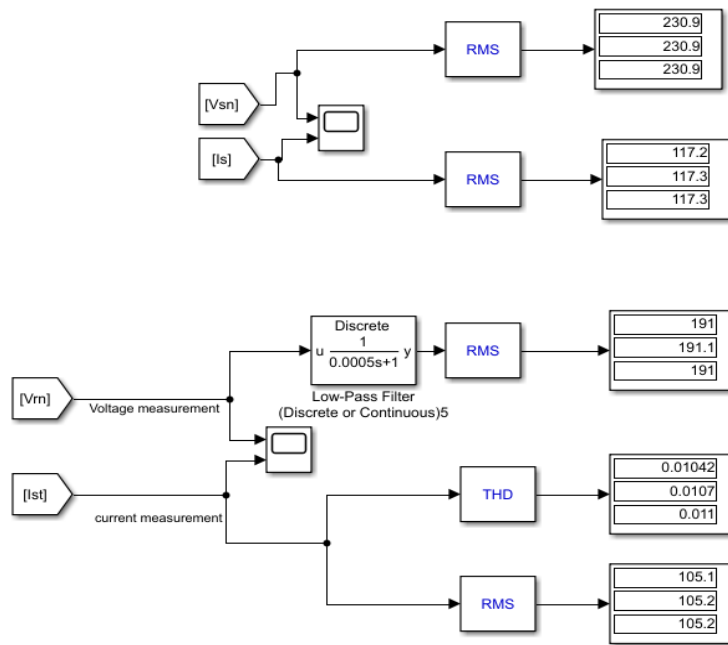 [Vsn]
RMS
230.9
230.9
230.9
[Is]
RMS
117.2
117.3
117.3
[Vrn]
Voltage measurement
Discrete
u 1 y
0.0005s+1
Low-Pass Filter
(Discrete or Continuous)5
RMS
191
191.1
191
[Ist]
current measurement
THD
0.01042
0.0107
0.011
RMS
105.1
105.2
105.2